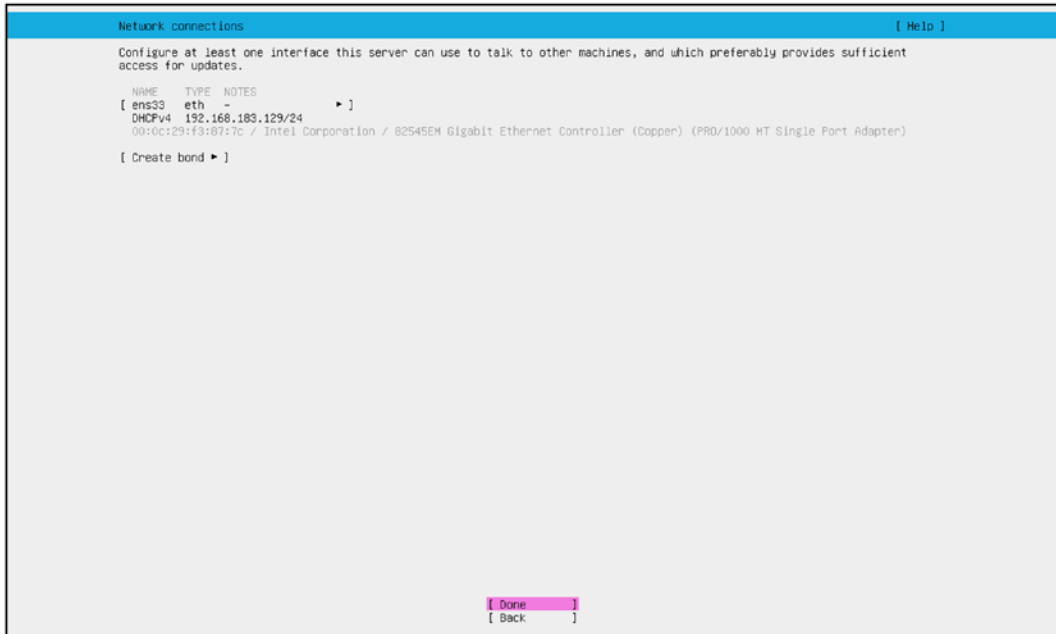 Network connections [ Help ]
Configure at least one interface this server can use to talk to other machines, and which preferably provides sufficient
access for updates.
NAME TYPE NOTES
[ ens33 eth - ▸ ]
DHCPv4 192.168.183.129/24
00:0c:29:f3:87:7c / Intel Corporation / 82545EM Gigabit Ethernet Controller (Copper) (PRO/1000 MT Single Port Adapter)
[ Create bond ▸ ]
[ Done ]
[ Back ]